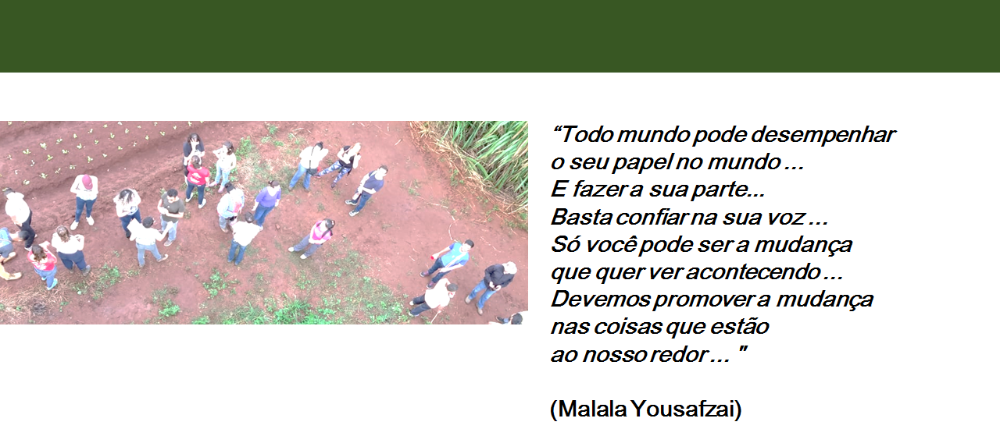 “Todo mundo pode desempenhar
o seu papel no mundo ...
E fazer a sua parte...
Basta confiar na sua voz ...
Só você pode ser a mudança
que quer ver acontecendo ...
Devemos promover a mudança
nas coisas que estão
ao nosso redor ... "
(Malala Yousafzai)